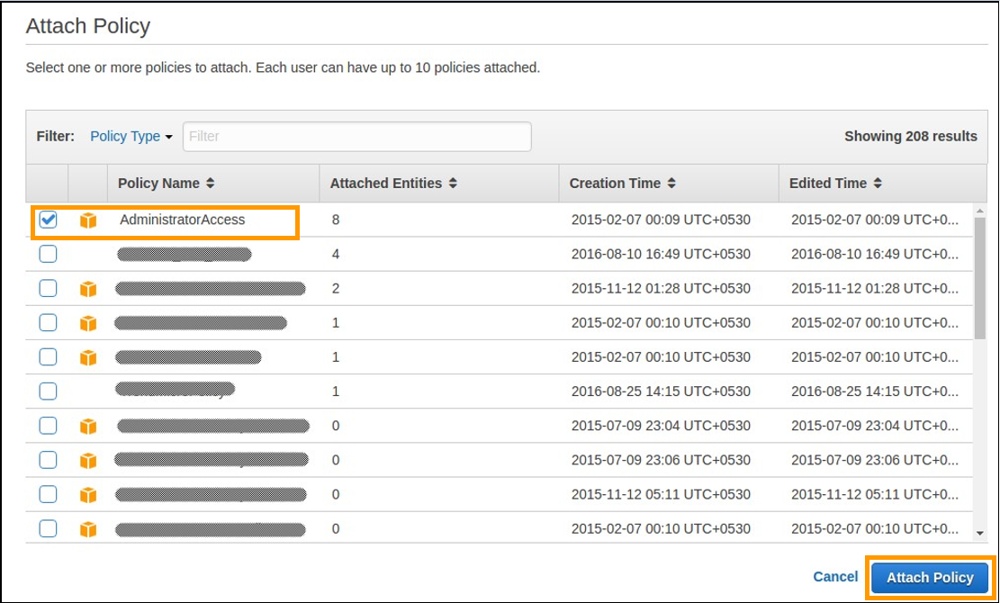 Attach Policy
Select one or more policies to attach. Each user can have up to 10 policies attached.
Filter: Policy Type Filter Showing 208 results
Policy Name Attached Entities Creation Time Edited Time
AdministratorAccess 8 2015-02-07 00:09 UTC+0530 2015-02-07 00:09 UTC+0...
4 2016-08-10 16:49 UTC+0530 2016-08-10 16:49 UTC+0...
2 2015-11-12 01:28 UTC+0530 2015-11-12 01:28 UTC+0...
1 2015-02-07 00:10 UTC+0530 2015-02-07 00:10 UTC+0...
1 2015-02-07 00:10 UTC+0530 2015-02-07 00:10 UTC+0...
1 2016-08-25 14:15 UTC+0530 2016-08-25 14:15 UTC+0...
0 2015-07-09 23:04 UTC+0530 2015-07-09 23:04 UTC+0...
0 2015-07-09 23:06 UTC+0530 2015-07-09 23:06 UTC+0...
0 2015-11-12 05:11 UTC+0530 2015-11-12 05:11 UTC+0...
0 2015-02-07 00:10 UTC+0530 2015-02-07 00:10 UTC+0...
Cancel Attach Policy